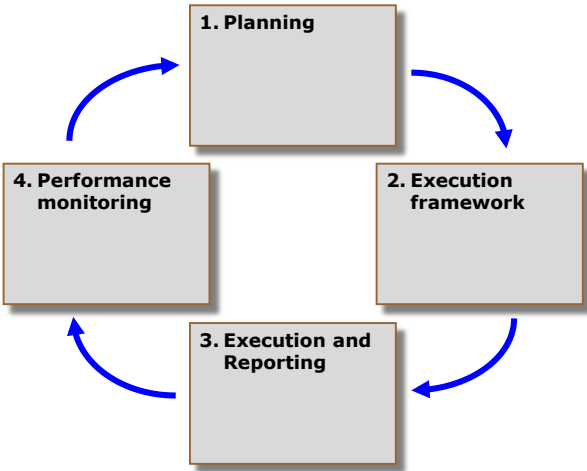 1. Planning
2. Execution
framework
3. Execution and
Reporting
4. Performance
monitoring